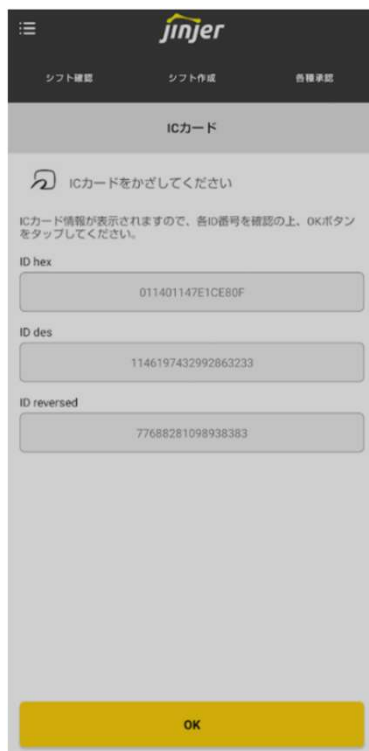 jinjer
シフト確認 シフト作成 各種承認
ICカード
ICカードをかざしてください
ICカード情報が表示されますので、各ID番号を確認の上、OKボタン
をタップしてください。
ID hex
011401147E1CE80F
ID des
1146197432992863233
ID reversed
77688281098938383
OK